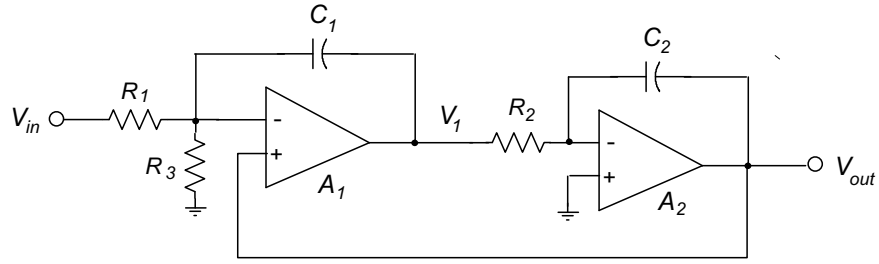 C1
C2
Vin
R1
-
+
A1
R3
V1
R2
-
+
A2
Vout